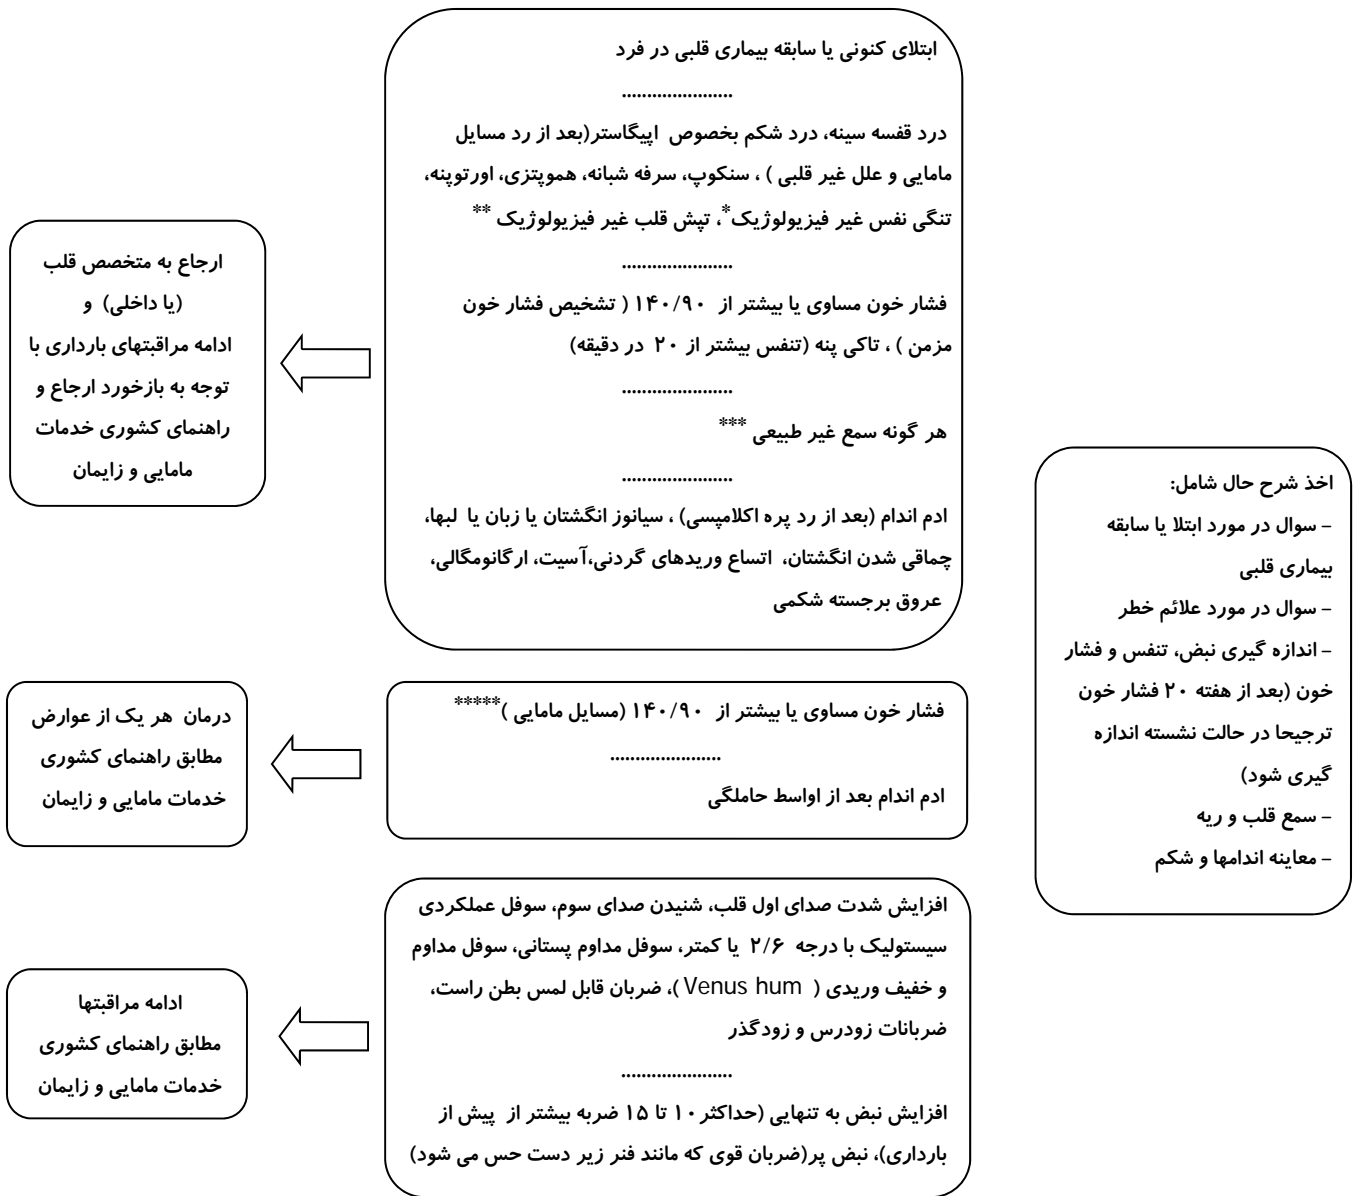 اخذ شرح حال شامل:
- سوال در مورد ابتلا یا سابقه
بیماری قلبی
- سوال در مورد علائم خطر
- اندازه گیری نبض، تنفس و فشار
خون (بعد از هفته ۲۰ فشار خون
ترجیحا در حالت نشسته اندازه
گیری شود)
- سمع قلب و ریه
- معاینه اندامها و شکم
ابتلای کنونی یا سابقه بیماری قلبی در فرد
......................
درد قفسه سینه، درد شکم بخصوص اپیگاستر(بعد از رد مسایل
مامایی و علل غیر قلبی ) ، سنکوپ، سرفه شبانه، هموپتزی، اورتوپنه،
تنگی نفس غیر فیزیولوژیک*، تپش قلب غیر فیزیولوژیک **
......................
فشار خون مساوی یا بیشتر از ۱۴۰/۹۰ ( تشخیص فشار خون
مزمن ) ، تاکی پنه (تنفس بیشتر از ۲۰ در دقیقه)
......................
هر گونه سمع غیر طبیعی ***
......................
ادم اندام (بعد از رد پره اکلامپسی) ، سیانوز انگشتان یا زبان یا لبها،
چماقی شدن انگشتان، اتساع وریدهای گردنی،آسیت، ارگانومگالی،
عروق برجسته شکمی
ارجاع به متخصص قلب
(یا داخلی) و
ادامه مراقبتهای بارداری با
توجه به بازخورد ارجاع و
راهنمای کشوری خدمات
مامایی و زایمان
فشار خون مساوی یا بیشتر از ۱۴۰/۹۰ (مسایل مامایی )*****
......................
ادم اندام بعد از اواسط حاملگی
درمان هر یک از عوارض
مطابق راهنمای کشوری
خدمات مامایی و زایمان
افزایش شدت صدای اول قلب، شنیدن صدای سوم، سوفل عملکردی
سیستولیک با درجه ۲/۶ یا کمتر، سوفل مداوم پستانی، سوفل مداوم
و خفیف وریدی ( Venus hum )، ضربان قابل لمس بطن راست،
ضربانات زودرس و زودگذر
......................
افزایش نبض به تنهایی (حداکثر ۱۰ تا ۱۵ ضربه بیشتر از پیش از
بارداری)، نبض پر(ضربان قوی که مانند فنر زیر دست حس می شود)
ادامه مراقبتها
مطابق راهنمای کشوری
خدمات مامایی و زایمان